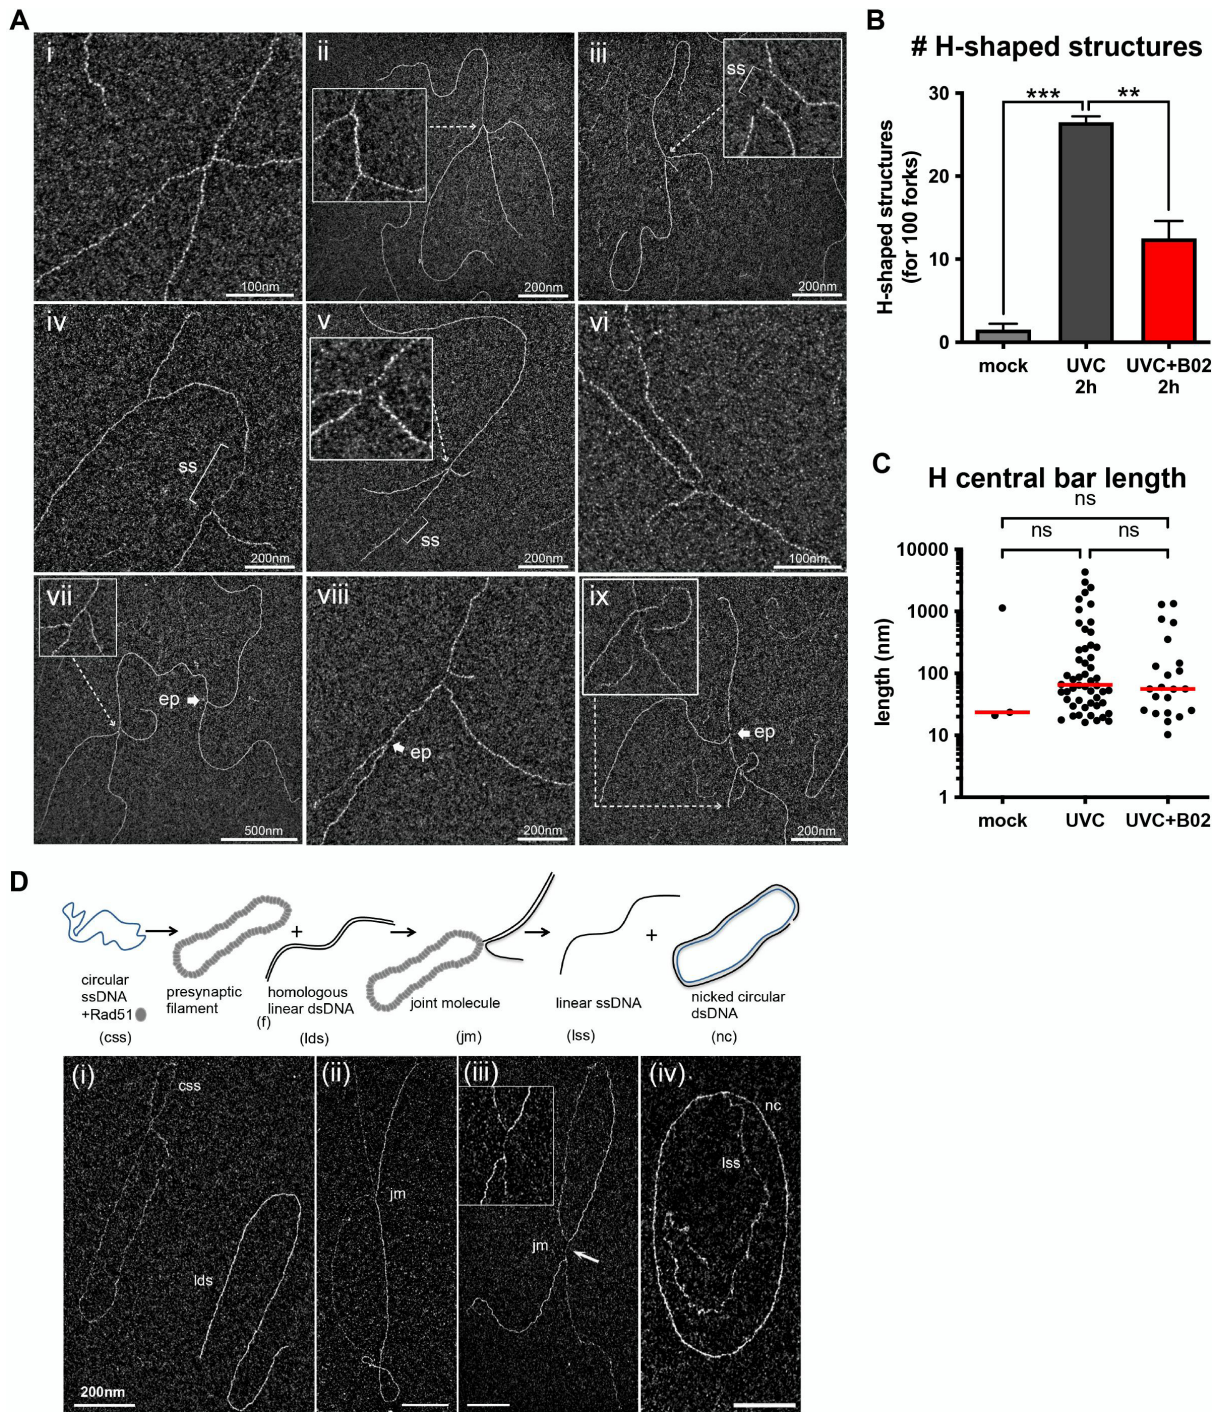 A
i
ii
iii
ss
100nm
200nm
200nm
iv
v
vi
ss
ss
200nm
200nm
100nm
vii
viii
ix
ep
ep
ep
500nm
200nm
200nm
B
# H-shaped structures
H-shaped structures
(for 100 forks)
30
20
10
0
***
**
mock
UVC
2h
UVC+B02
2h
C
H central bar length
ns
ns
ns
length (nm)
10000
1000
100
10
1
mock
UVC
UVC+B02
D
+
+
circular
ssDNA
+Rad51
(css)
presynaptic
filament
(f)
homologous
linear dsDNA
(lds)
joint molecule
(jm)
linear ssDNA
(lss)
nicked circular
dsDNA
(nc)
(i)
css
lds
200nm
(ii)
jm
(iii)
jm
(iv)
nc
lss